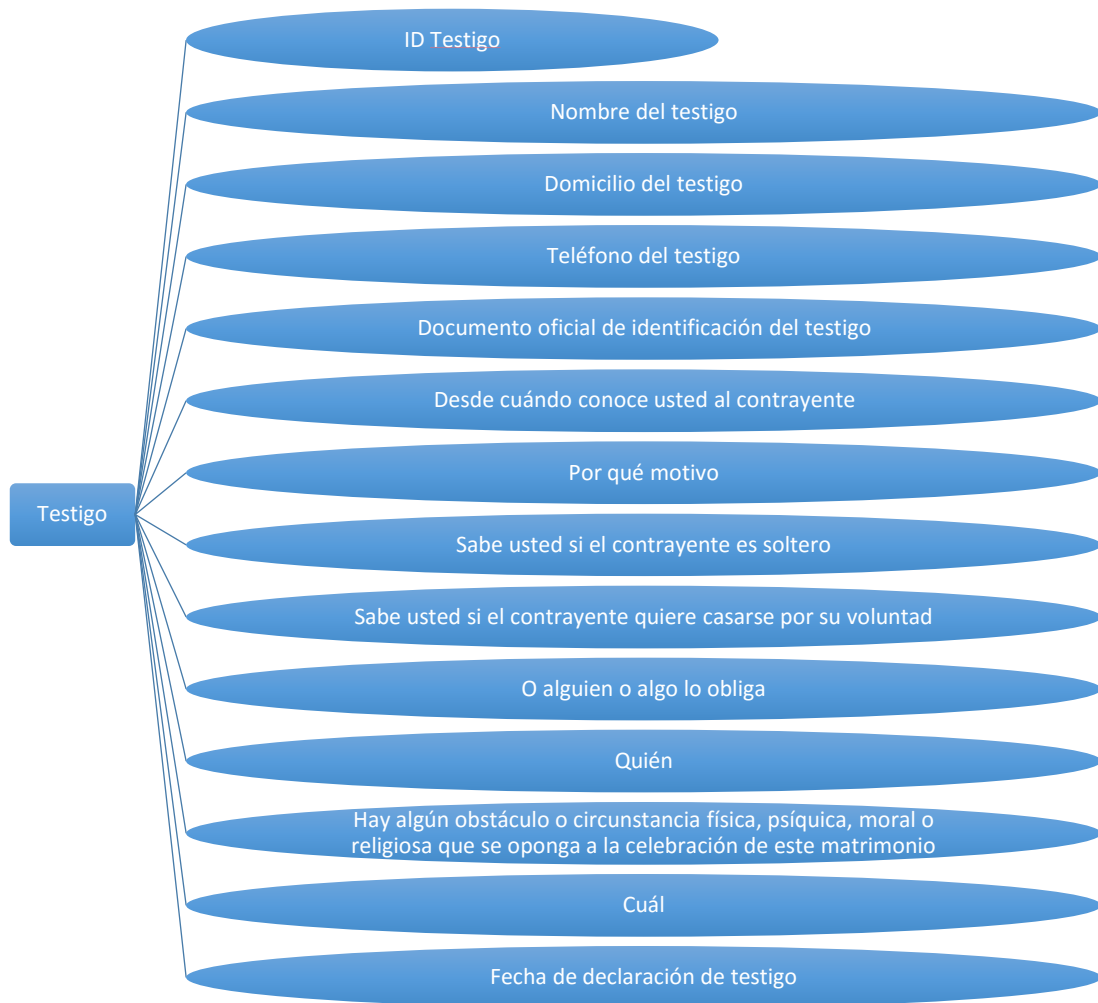 ID Testigo
Nombre del testigo
Domicilio del testigo
Teléfono del testigo
Documento oficial de identificación del testigo
Desde cuándo conoce usted al contrayente
Por qué motivo
Testigo
Sabe usted si el contrayente es soltero
Sabe usted si el contrayente quiere casarse por su voluntad
O alguien o algo lo obliga
Quién
Hay algún obstáculo o circunstancia física, psíquica, moral o
religiosa que se oponga a la celebración de este matrimonio
Cuál
Fecha de declaración de testigo